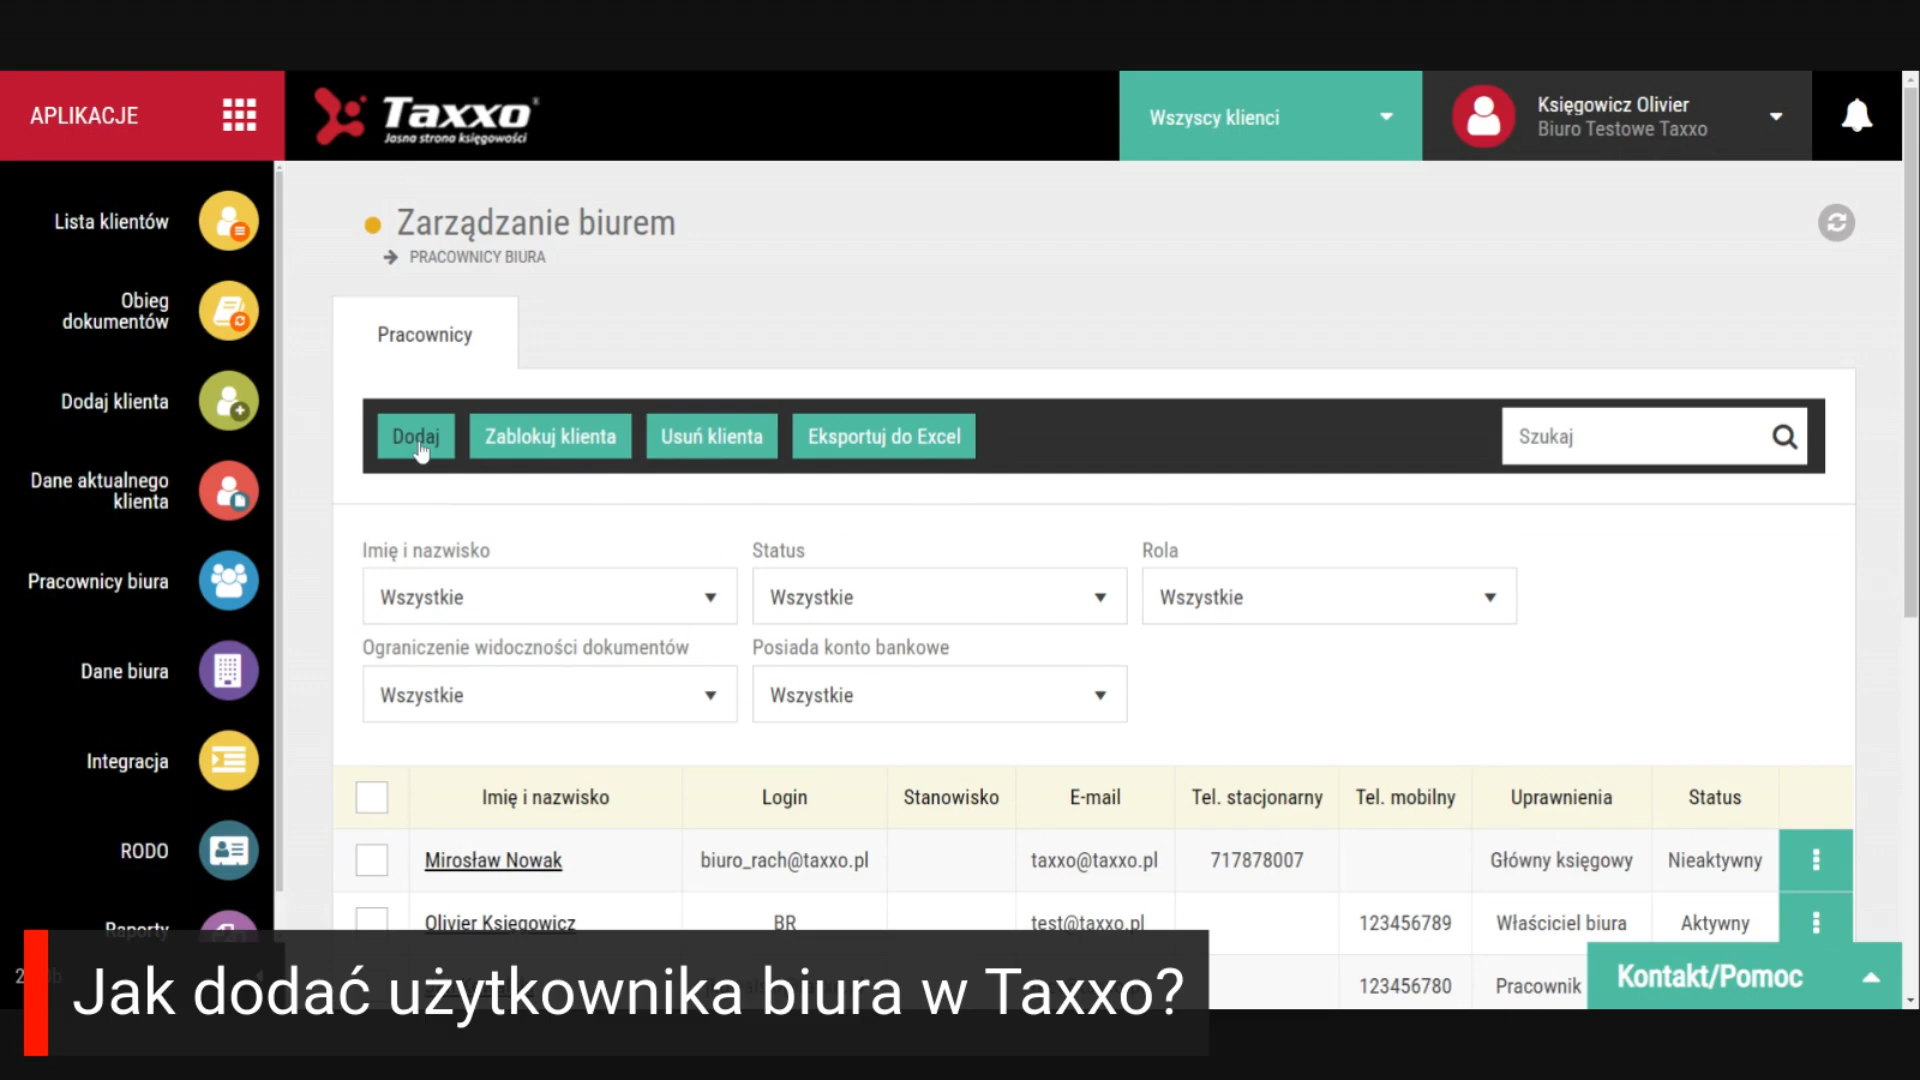 APLIKACJE
Taxxo®
Jasna strona księgowości
Wszyscy klienci
Księgowicz Olivier
Biuro Testowe Taxxo
Lista klientów
Obieg
dokumentów
Dodaj klienta
Dane aktualnego
klienta
Pracownicy biura
Dane biura
Integracja
RODO
Raporty
Zarządzanie biurem
PRACOWNICY BIURA
Pracownicy
Dodaj
Zablokuj klienta
Usuń klienta
Eksportuj do Excel
Szukaj
Imię i nazwisko
Status
Rola
Wszystkie
Wszystkie
Wszystkie
Ograniczenie widoczności dokumentów
Posiada konto bankowe
Wszystkie
Wszystkie
Imię i nazwisko Login Stanowisko E-mail Tel. stacjonarny Tel. mobilny Uprawnienia Status
Mirosław Nowak biuro_rach@taxxo.pl taxxo@taxxo.pl 717878007 Główny księgowy Nieaktywny
Olivier Księgowicz BR test@taxxo.pl 123456789 Właściciel biura Aktywny
123456780 Pracownik
Kontakt/Pomoc
Jak dodać użytkownika biura w Taxxo?